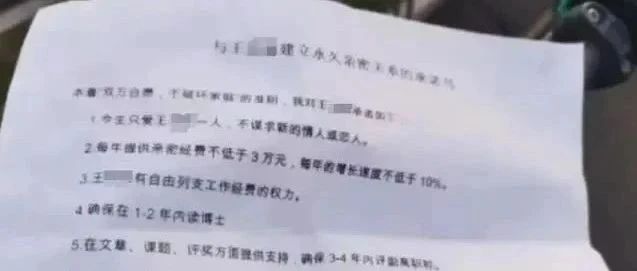 与王 建立永久亲密关系的承诺书
本着"双方自愿，不破坏家庭"的准则，我对王 承诺如下
1.今生只爱王 一人，不谋求新的情人或恋人。
2.每年提供亲密经费不低于3万元，每年的增长速度不低于10%。
3.王 有自由列支工作经费的权力。
4.确保在1-2年内读博士
5.在文章、课题、评奖方面提供支持，确保3-4年内评副高职称。